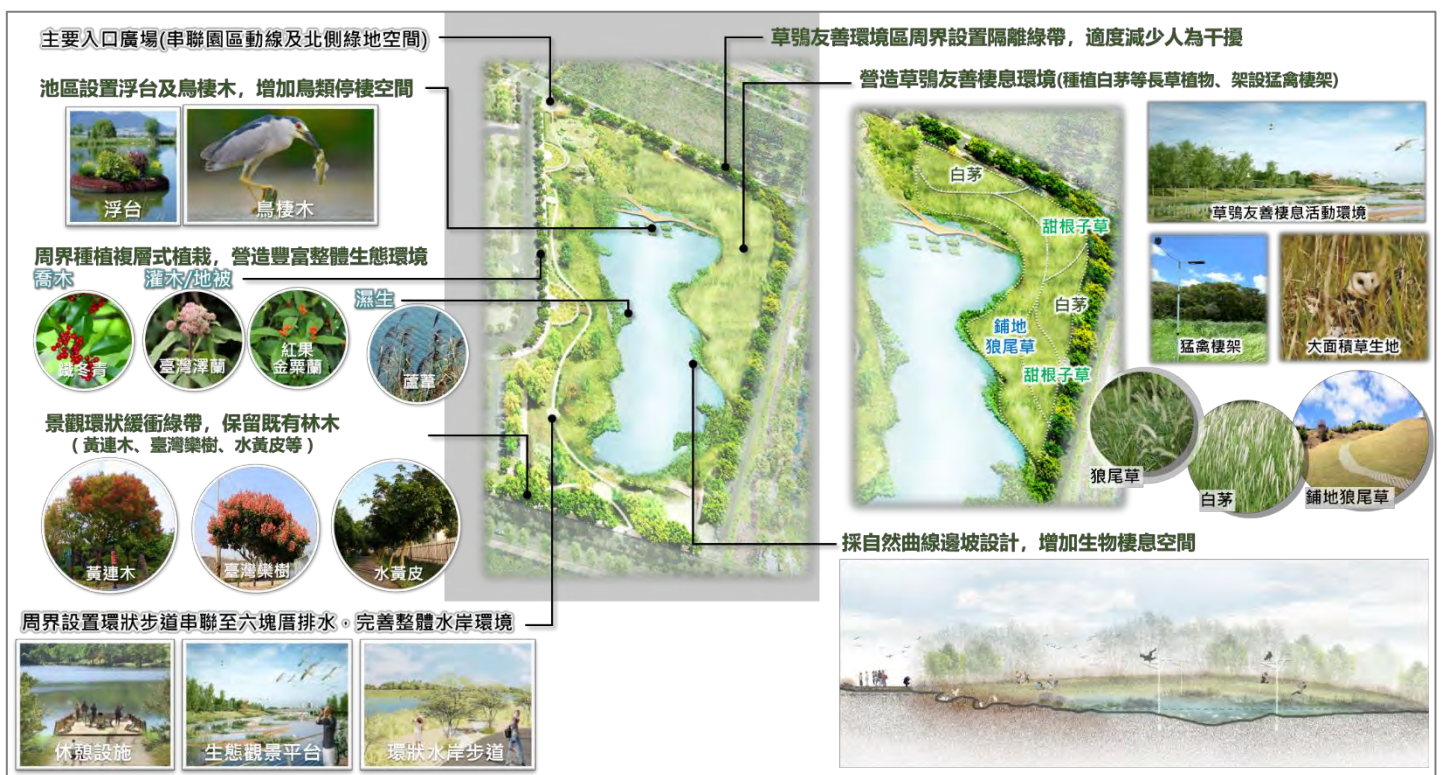 主要入口廣場(串聯園區動線及北側綠地空間)
池區設置浮台及鳥棲木，增加鳥類停棲空間
浮台
鳥棲木
周界種植複層式植栽，營造豐富整體生態環境
喬木
灌木/地被
濕生
鐵冬青
臺灣澤蘭
紅果
金粟蘭
蘆葦
景觀環狀緩衝綠帶，保留既有林木
（黃連木、臺灣欒樹、水黃皮等）
黃連木
臺灣欒樹
水黃皮
周界設置環狀步道串聯至六塊厝排水，完善整體水岸環境
休憩設施
生態觀景平台
環狀水岸步道
草鴞友善環境區周界設置隔離綠帶，適度減少人為干擾
營造草鴞友善棲息環境(種植白茅等長草植物、架設猛禽棲架)
白茅
甜根子草
白茅
鋪地
狼尾草
甜根子草
草鴞友善棲息活動環境
猛禽棲架
大面積草生地
狼尾草
白茅
鋪地狼尾草
採自然曲線邊坡設計，增加生物棲息空間